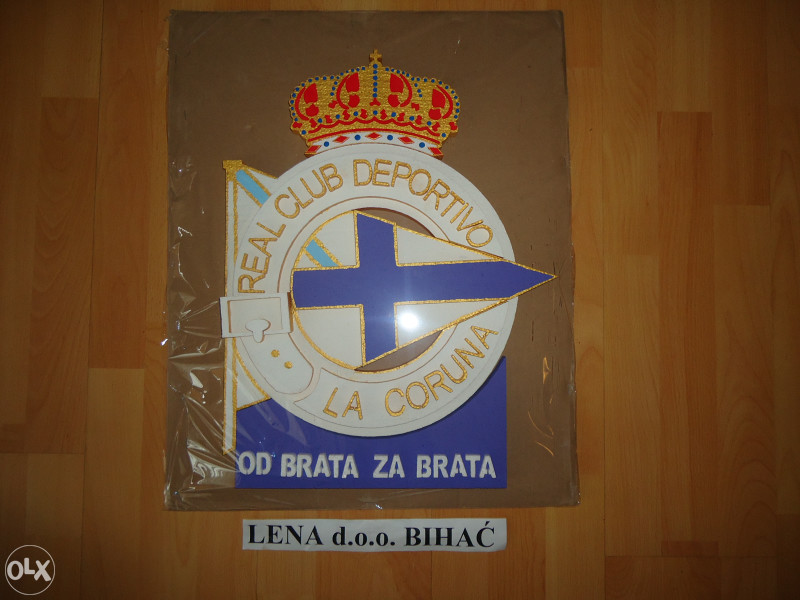 REAL CLUB DEPORTIVO
LA CORUNA
OD BRATA ZA BRATA
LENA d.o.o. BIHAĆ
OLX